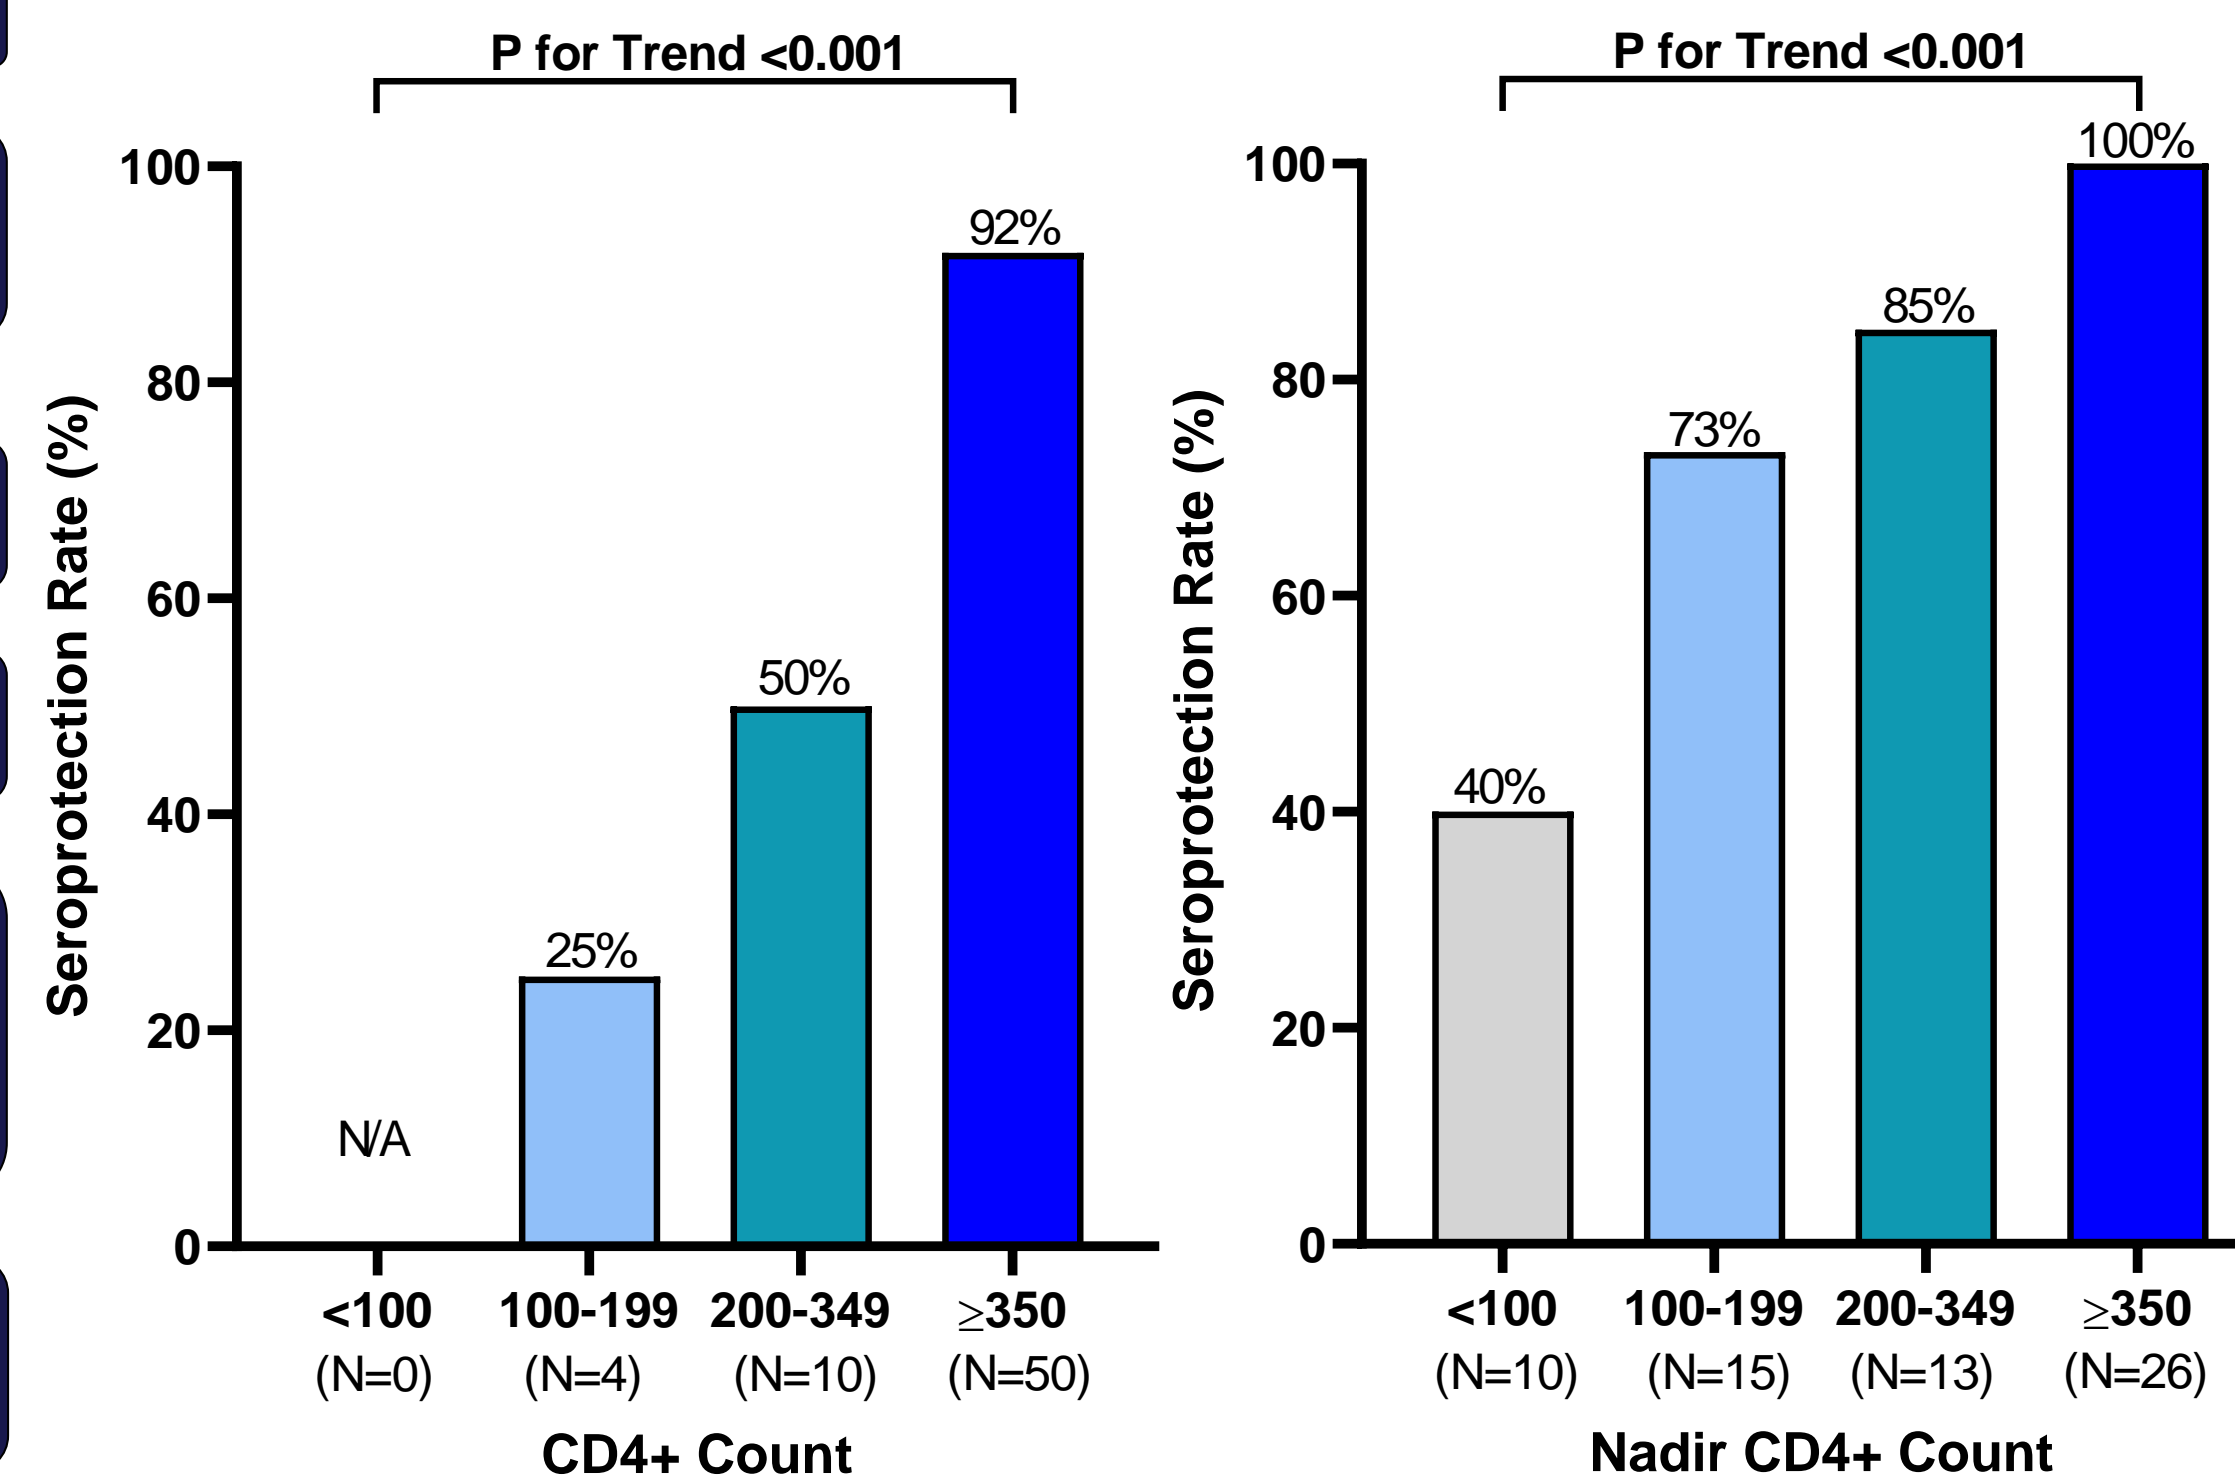 P for Trend <0.001
100
80
60
40
20
0
Seroprotection Rate (%)
N/A
25%
50%
92%
<100
100-199
200-349
≥350
(N=0)
(N=4)
(N=10)
(N=50)
CD4+ Count
P for Trend <0.001
100
80
60
40
20
0
Seroprotection Rate (%)
40%
73%
85%
100%
<100
100-199
200-349
≥350
(N=10)
(N=15)
(N=13)
(N=26)
Nadir CD4+ Count